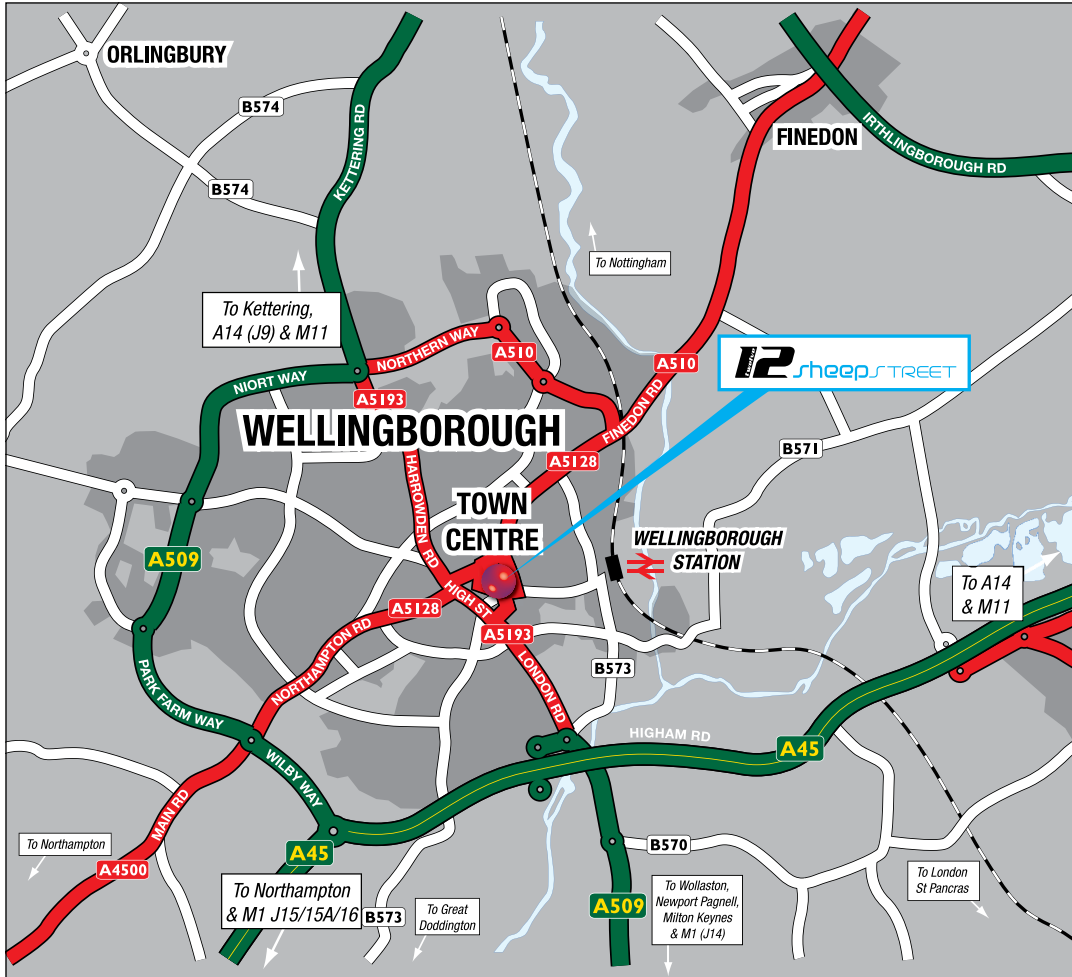 ORLINGBURY
B574
KETTERING RD
FINEDON
IRTHLINGBOROUGH RD
B574
To Nottingham
To Kettering,
A14 (J9) & M11
NORTHERN WAY
A510
A510
twelve
12 sheepSTREET
NIORT WAY
A5193
WELLINGBOROUGH
FINEDON RD
HARROWDEN RD
A5128
B571
TOWN
CENTRE
WELLINGBOROUGH
STATION
A509
To A14
& M11
HIGH ST
A5128
A5193
NORTHAMPTON RD
B573
PARK FARM WAY
LONDON RD
HIGHAM RD
A45
WILBY WAY
MAIN RD
To Northampton
A45
B570
A4500
To London
St Pancras
To Northampton
& M1 J15/15A/16
B573
To Great
Doddington
A509
To Wollaston,
Newport Pagnell,
Milton Keynes
& M1 (J14)